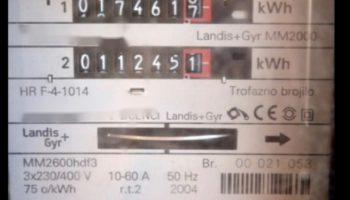 1 0174617 kWh
Landis+Gyr MM2000
2 0112451 kWh
HR F-4-1014 Trofazno brojilo
Landis+Gyr
Landis Gyr+
MM2600hdf3 Br. 00 021 053
3x230/400 V 10-60 A 50 Hz
75 o/kWh r.t.2 2004